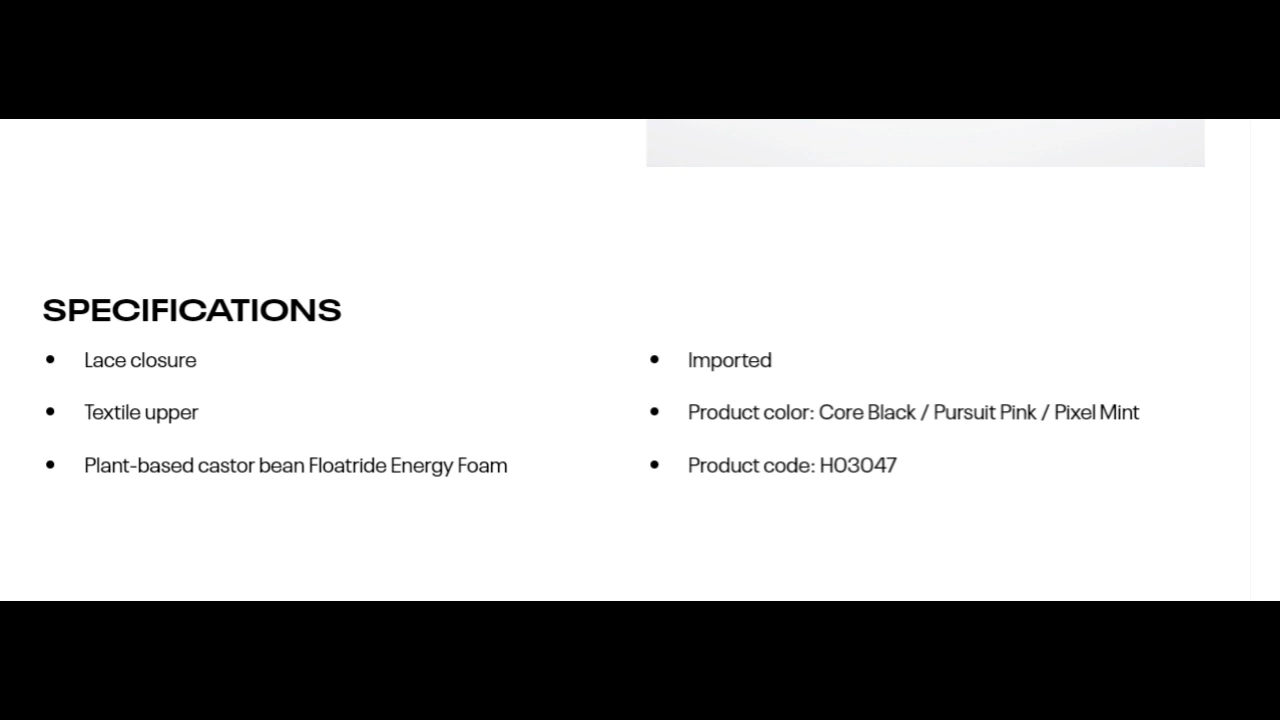 SPECIFICATIONS
• Lace closure
• Textile upper
• Plant-based castor bean Floatride Energy Foam
• Imported
• Product color: Core Black / Pursuit Pink / Pixel Mint
• Product code: H03047